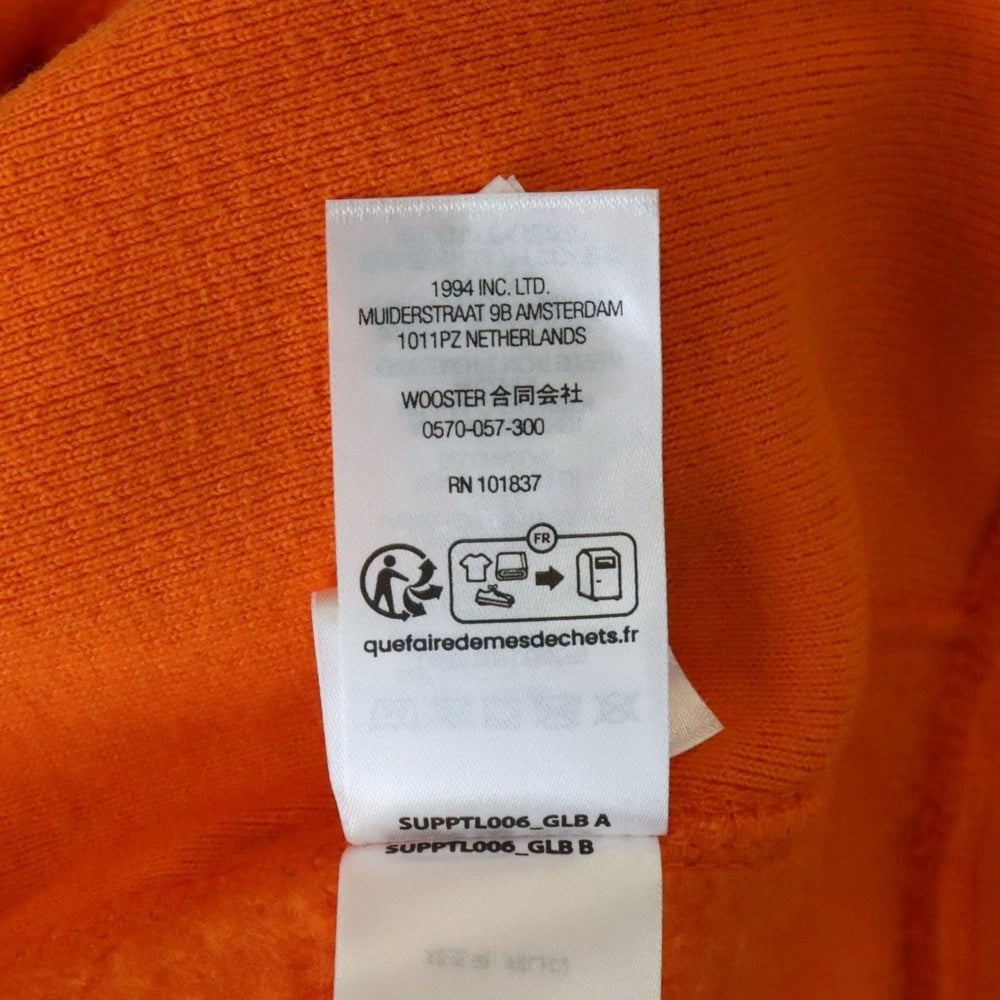 1994 INC. LTD.
MUIDERSTRAAT 9B AMSTERDAM
1011PZ NETHERLANDS
WOOSTER 合同会社
0570-057-300
RN 101837
FR
quefairedemesdechets.fr
SUPPTL006_GLB A
SUPPTL006_GLB B